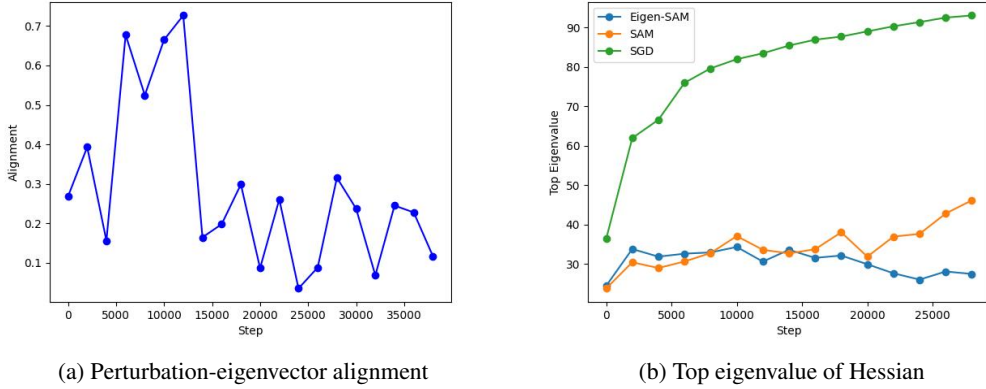 0.7
0.6
0.5
0.4
0.3
0.2
0.1
Alignment
0 5000 10000 15000 20000 25000 30000 35000
Step
(a) Perturbation-eigenvector alignment
Eigen-SAM
SAM
SGD
90
80
70
60
50
40
30
Top Eigenvalue
0 5000 10000 15000 20000 25000
Step
(b) Top eigenvalue of Hessian